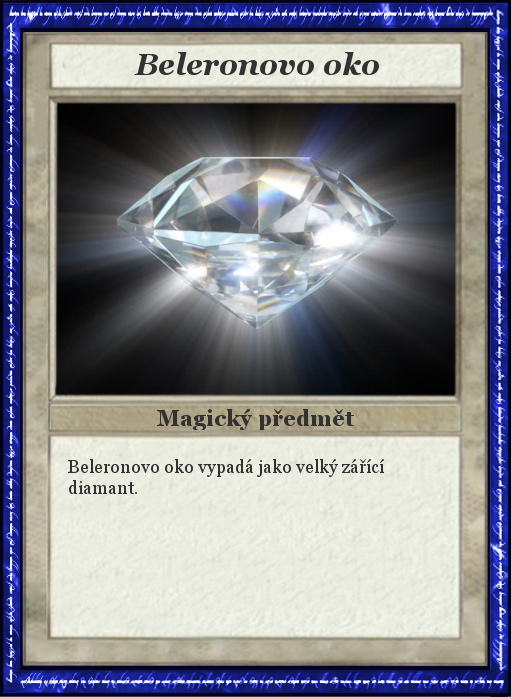 Beleronovo oko
Magický předmět
Beleronovo oko vypadá jako velký zářící
diamant.